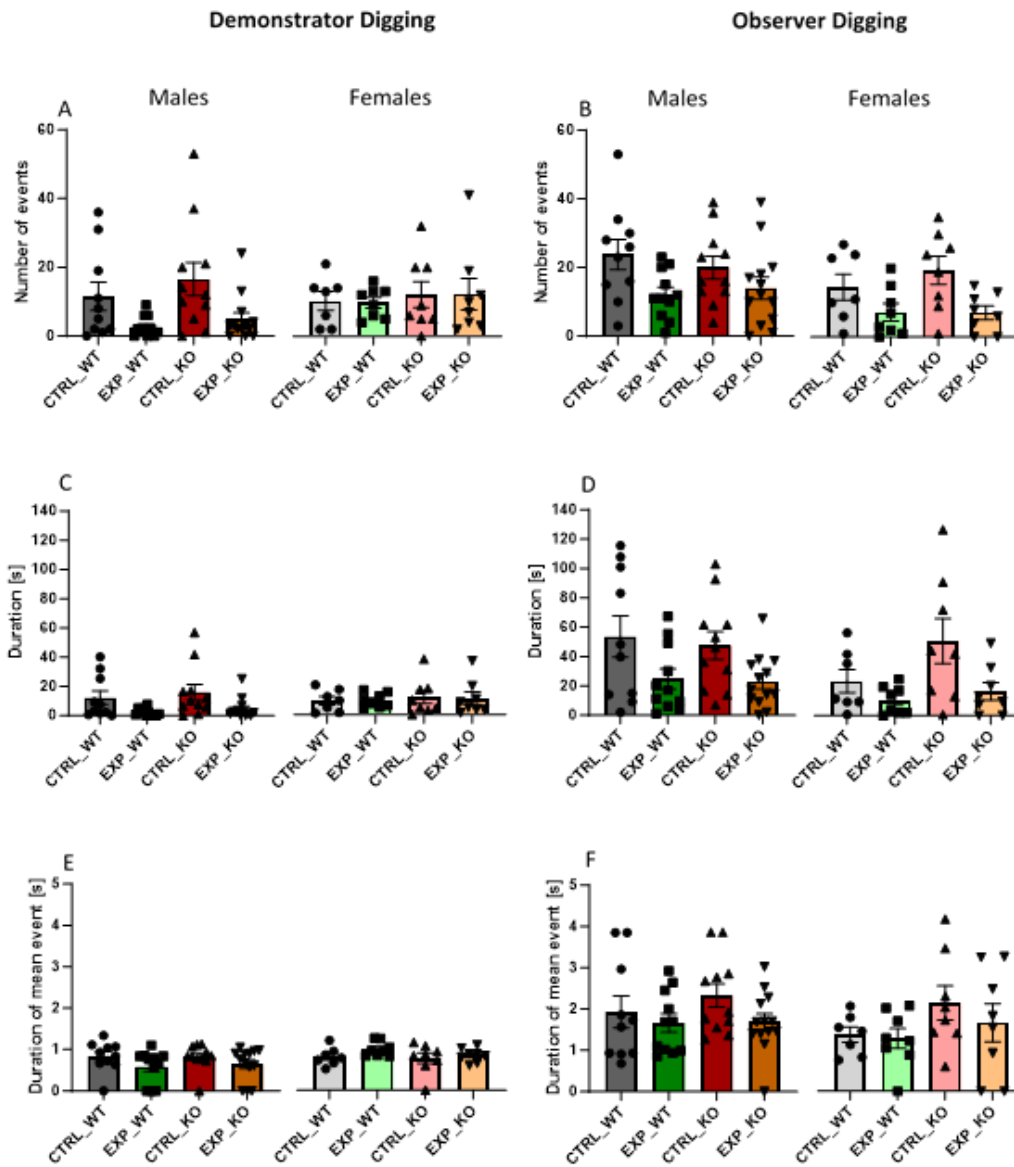 Demonstrator Digging
Observer Digging
A
Males
Females
Number of events
60
40
20
0
CTRL_WT
EXP_WT
CTRL_KO
EXP_KO
CTRL_WT
EXP_WT
CTRL_KO
EXP_KO
B
Males
Females
Number of events
60
40
20
0
CTRL_WT
EXP_WT
CTRL_KO
EXP_KO
CTRL_WT
EXP_WT
CTRL_KO
EXP_KO
C
Duration [s]
140
120
100
80
60
40
20
0
CTRL_WT
EXP_WT
CTRL_KO
EXP_KO
CTRL_WT
EXP_WT
CTRL_KO
EXP_KO
D
Duration [s]
140
120
100
80
60
40
20
0
CTRL_WT
EXP_WT
CTRL_KO
EXP_KO
CTRL_WT
EXP_WT
CTRL_KO
EXP_KO
E
Duration of mean event [s]
5
4
3
2
1
0
CTRL_WT
EXP_WT
CTRL_KO
EXP_KO
CTRL_WT
EXP_WT
CTRL_KO
EXP_KO
F
Duration of mean event [s]
5
4
3
2
1
0
CTRL_WT
EXP_WT
CTRL_KO
EXP_KO
CTRL_WT
EXP_WT
CTRL_KO
EXP_KO